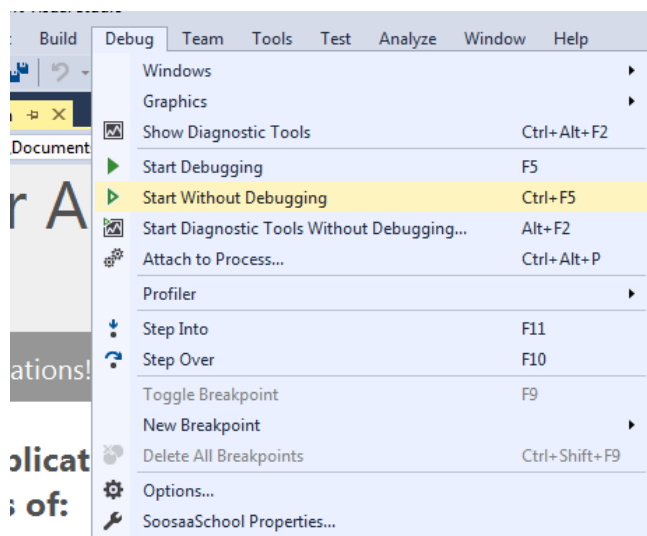 Build Debug Team Tools Test Analyze Window Help
Windows
Graphics
Show Diagnostic Tools Ctrl+Alt+F2
Document
Start Debugging F5
Start Without Debugging Ctrl+F5
r A
Start Diagnostic Tools Without Debugging... Alt+F2
Attach to Process... Ctrl+Alt+P
Profiler
Step Into F11
Step Over F10
ations!
Toggle Breakpoint F9
New Breakpoint
Delete All Breakpoints Ctrl+Shift+F9
plicat
Options...
s of:
SoosaaSchool Properties...